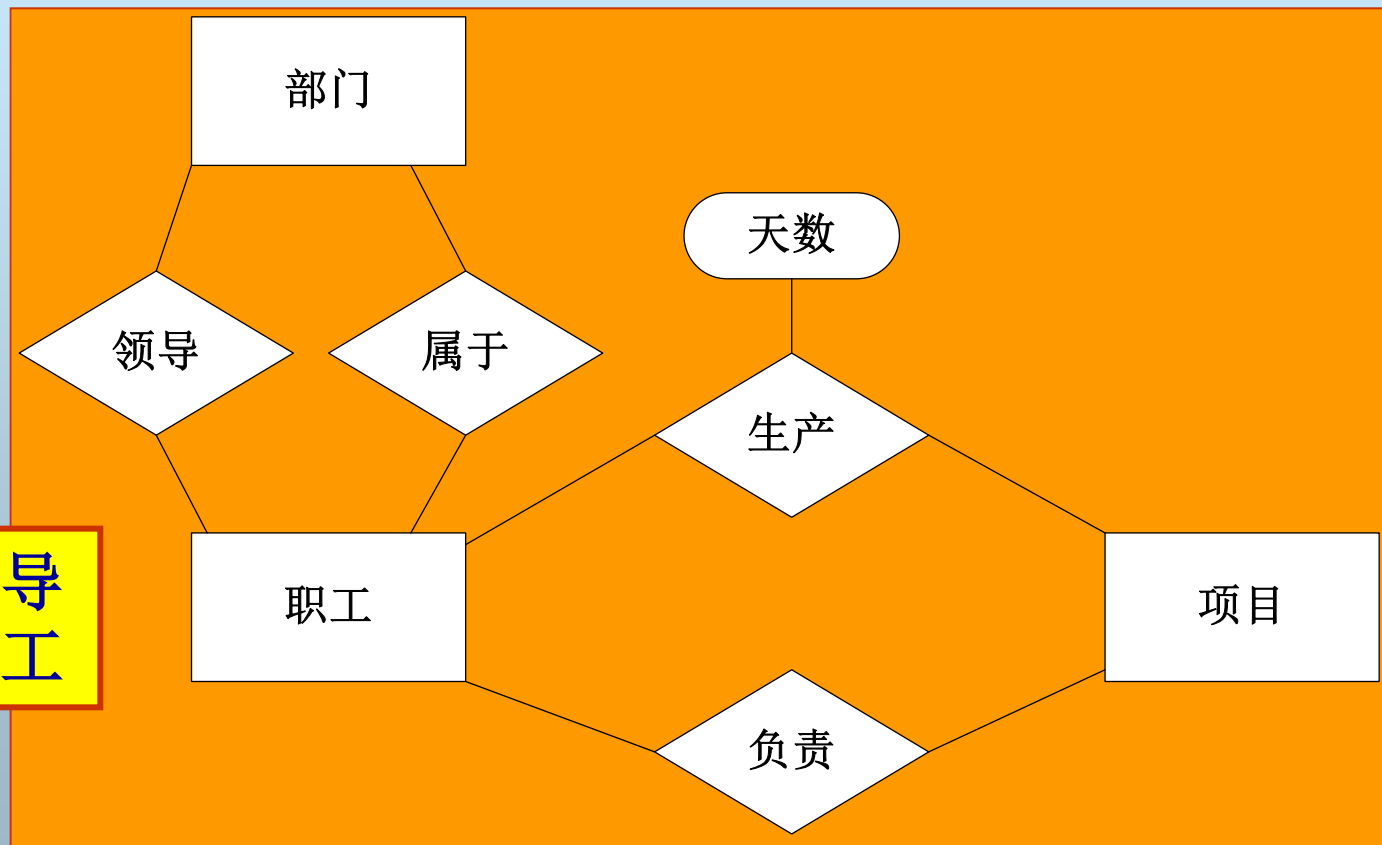 部门
天数
领导
属于
生产
导
工
职工
项目
负责